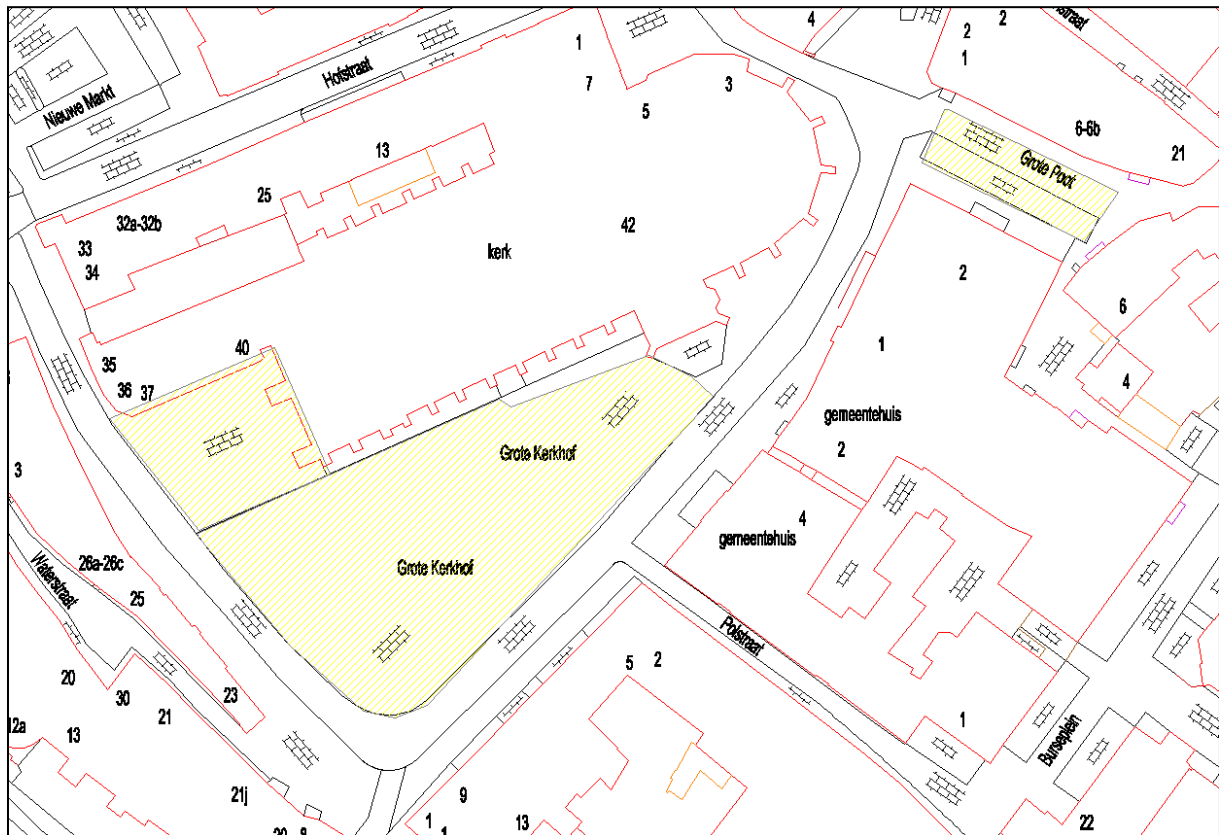 4
2
2
1
Hofstraat
1
7
5
3
Nieuwe Markt
6-6b
21
Grote Poot
13
25
32a-32b
33
34
42
kerk
2
6
1
4
35
36
37
40
gemeentehuis
2
Grote Kerkhof
3
gemeentehuis
4
Grote Kerkhof
26a-26c
25
Waterstraat
20
30
21
23
Polstraat
5
2
1
Burseplein
12a
13
21j
9
1
13
22